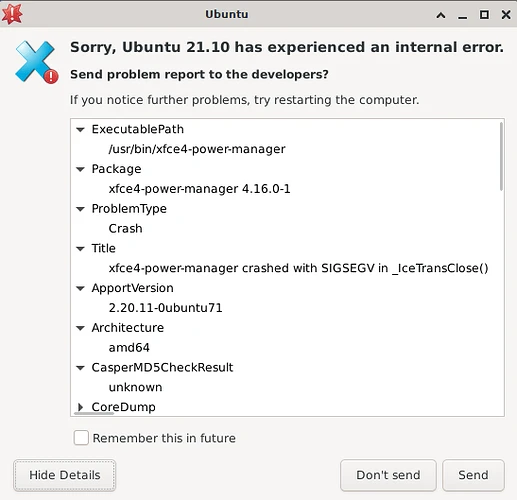 Ubuntu
Sorry, Ubuntu 21.10 has experienced an internal error.
Send problem report to the developers?
If you notice further problems, try restarting the computer.
ExecutablePath
/usr/bin/xfce4-power-manager
Package
xfce4-power-manager 4.16.0-1
ProblemType
Crash
Title
xfce4-power-manager crashed with SIGSEGV in _IceTransClose()
ApportVersion
2.20.11-0ubuntu71
Architecture
amd64
CasperMD5CheckResult
unknown
CoreDump
Remember this in future
Hide Details
Don't send
Send